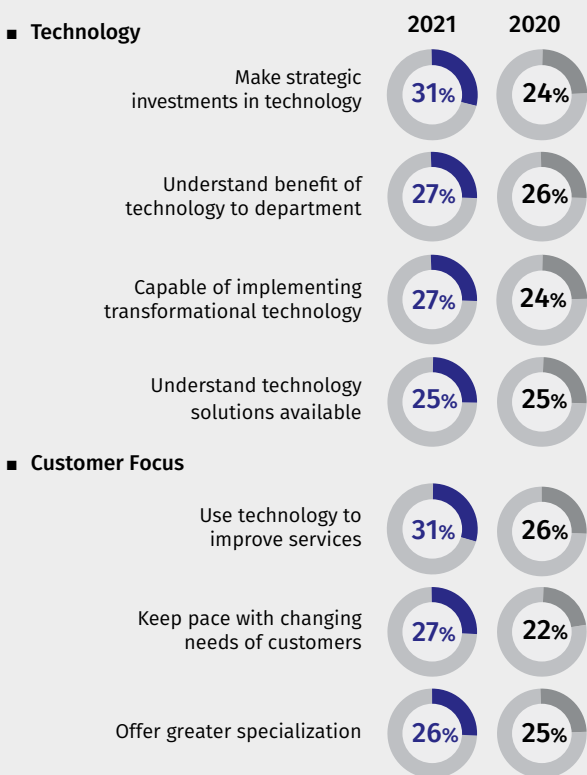 2021 2020
■ Technology
Make strategic
investments in technology
31% 24%
Understand benefit of
technology to department
27% 26%
Capable of implementing
transformational technology
27% 24%
Understand technology
solutions available
25% 25%
■ Customer Focus
Use technology to
improve services
31% 26%
Keep pace with changing
needs of customers
27% 22%
Offer greater specialization
26% 25%